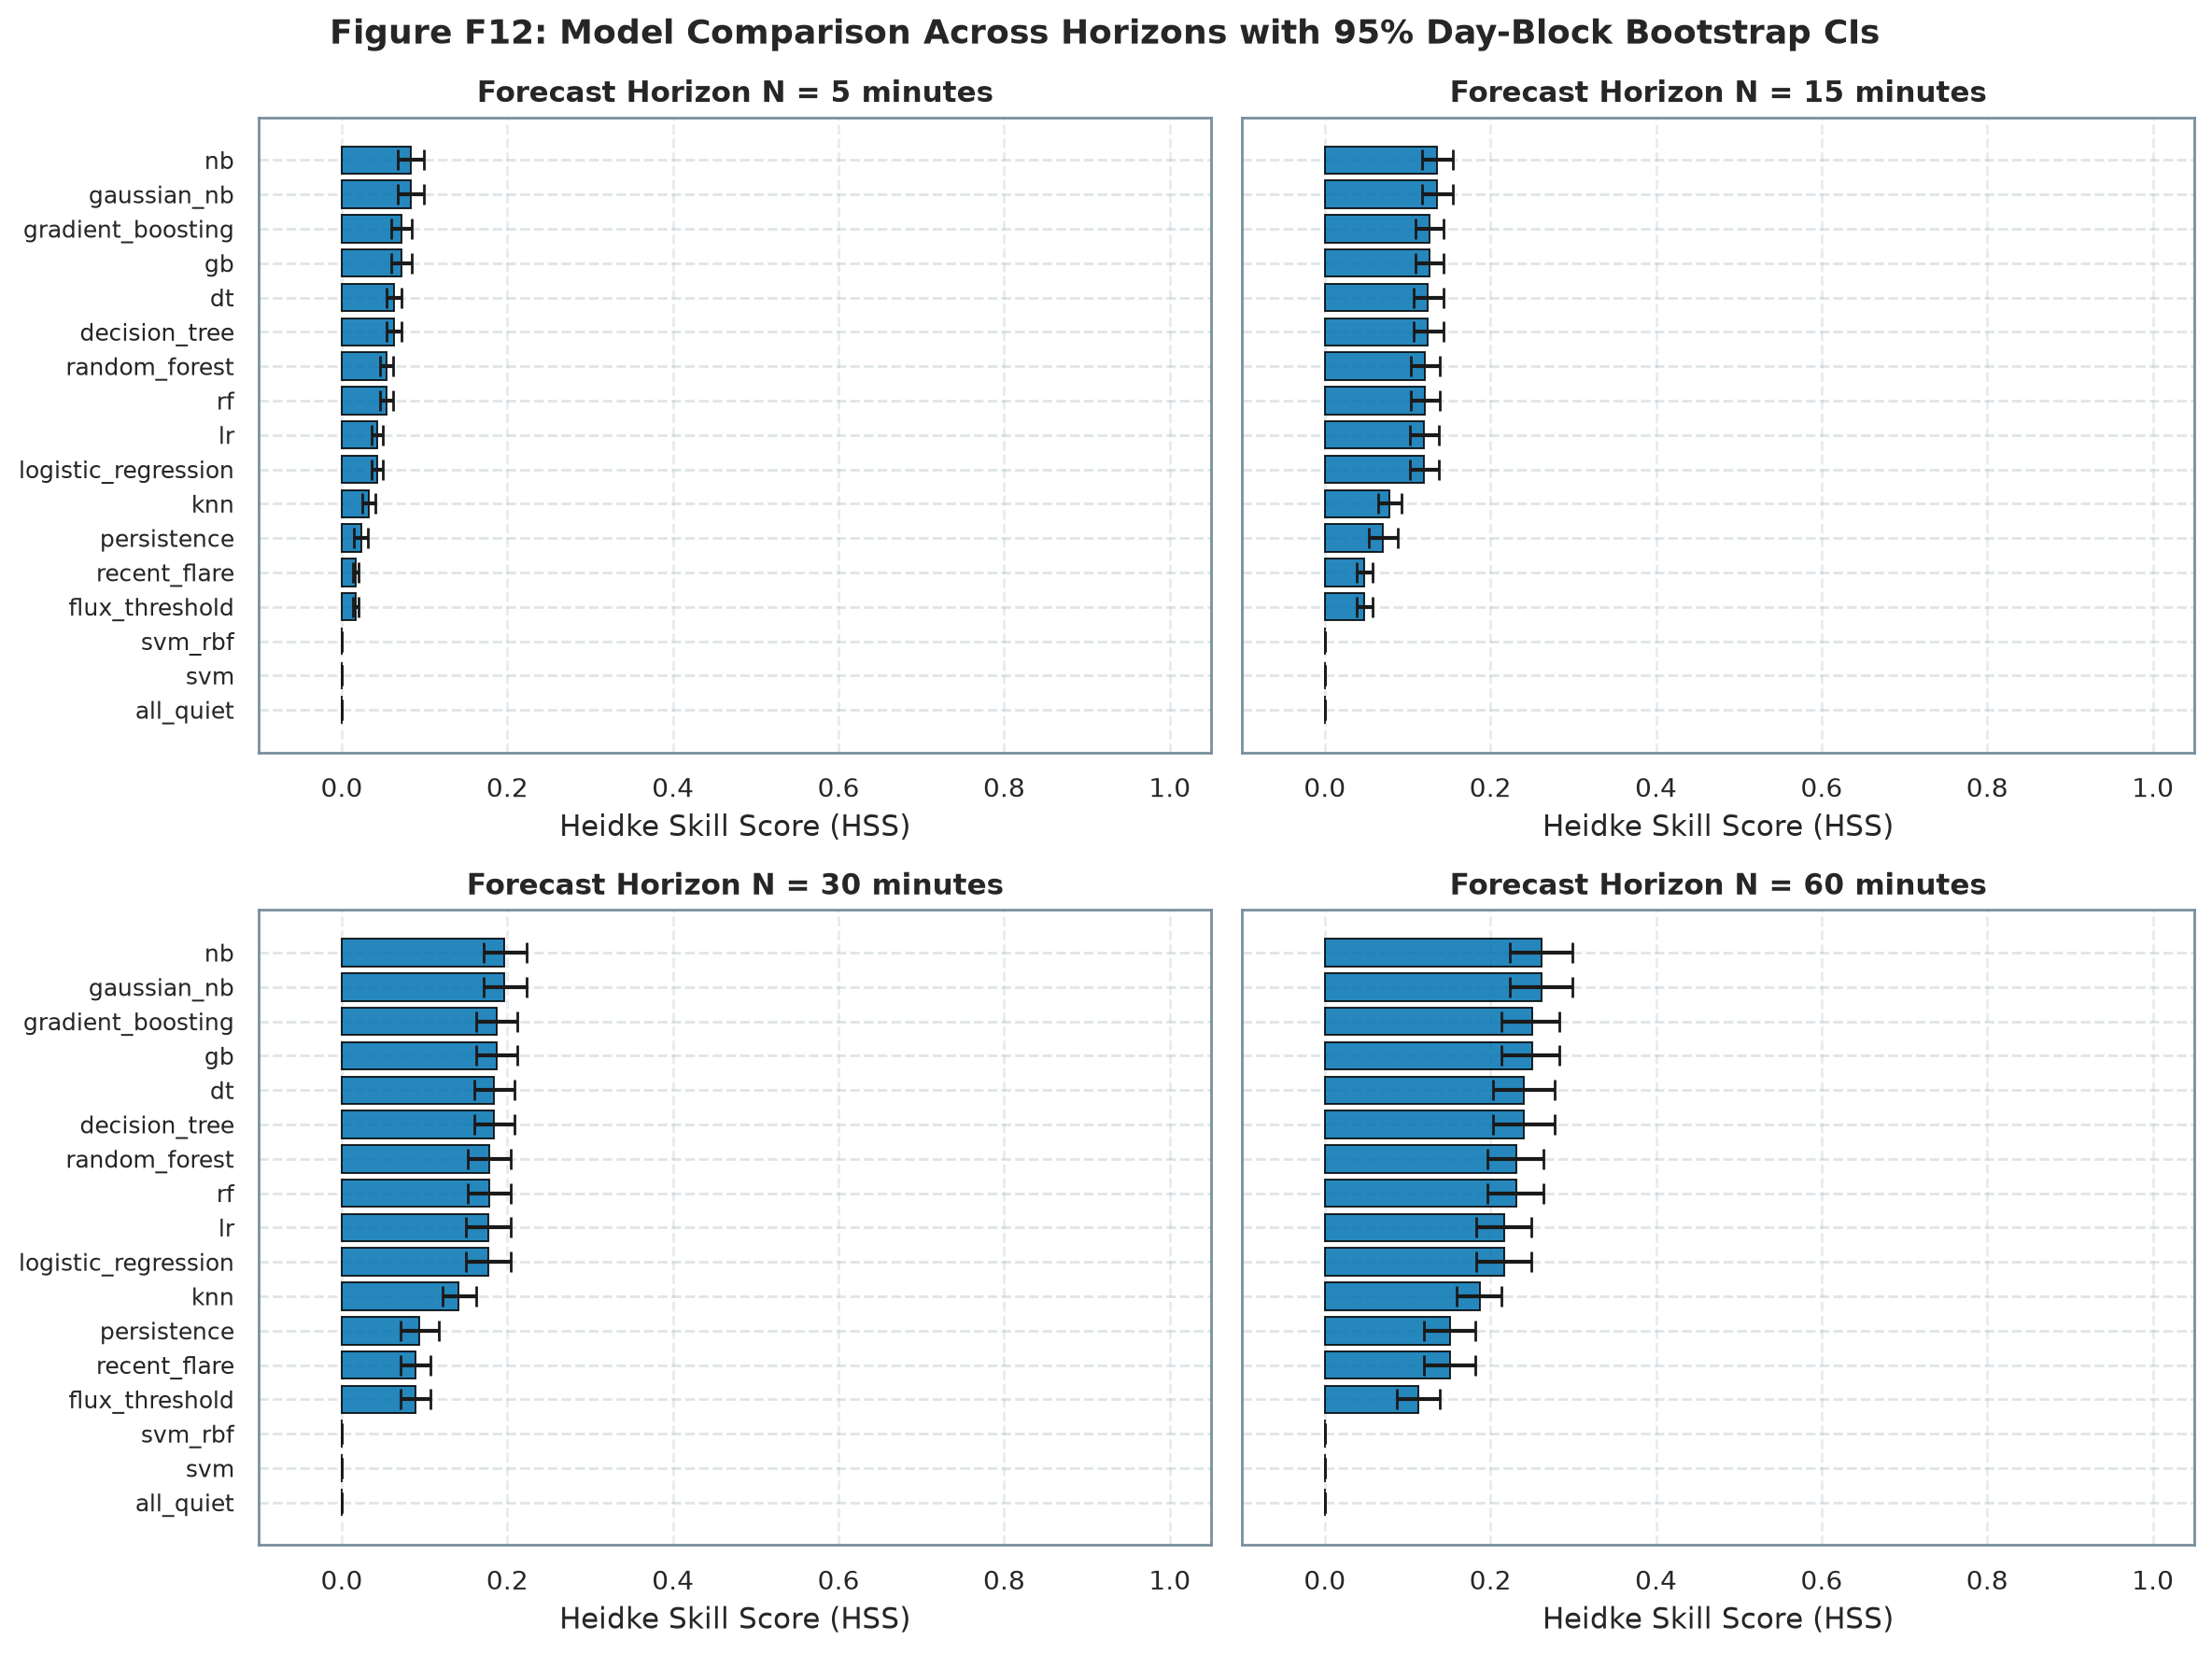 Figure F12: Model Comparison Across Horizons with 95% Day-Block Bootstrap CIs
Forecast Horizon N = 5 minutes
nb
gaussian_nb
gradient_boosting
gb
dt
decision_tree
random_forest
rf
lr
logistic_regression
knn
persistence
recent_flare
flux_threshold
svm_rbf
svm
all_quiet
0.0 0.2 0.4 0.6 0.8 1.0
Heidke Skill Score (HSS)
Forecast Horizon N = 15 minutes
0.0 0.2 0.4 0.6 0.8 1.0
Heidke Skill Score (HSS)
Forecast Horizon N = 30 minutes
nb
gaussian_nb
gradient_boosting
gb
dt
decision_tree
random_forest
rf
lr
logistic_regression
knn
persistence
recent_flare
flux_threshold
svm_rbf
svm
all_quiet
0.0 0.2 0.4 0.6 0.8 1.0
Heidke Skill Score (HSS)
Forecast Horizon N = 60 minutes
0.0 0.2 0.4 0.6 0.8 1.0
Heidke Skill Score (HSS)